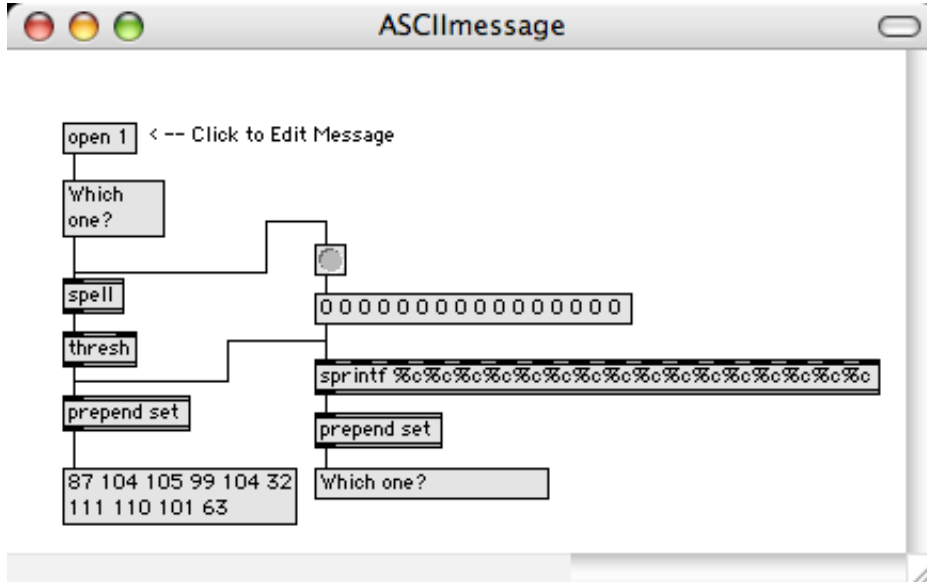 ASCIImessage
open 1 <-- Click to Edit Message
Which
one?
spell
0 0 0 0 0 0 0 0 0 0 0 0 0 0 0 0
thresh
sprintf %c%c%c%c%c%c%c%c%c%c%c%c%c%c%c%c
prepend set
prepend set
87 104 105 99 104 32
111 110 101 63
Which one?